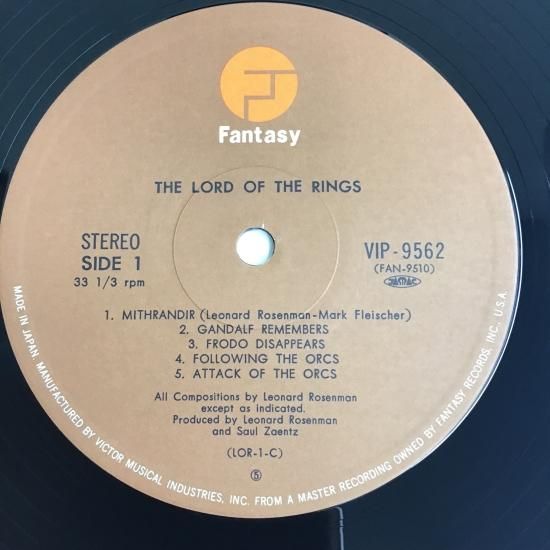 Fantasy
THE LORD OF THE RINGS
STEREO
SIDE 1
33 1/3 rpm
VIP-9562
(FAN-9510)
1. MITHRANDIR (Leonard Rosenman-Mark Fleischer)
2. GANDALF REMEMBERS
3. FRODO DISAPPEARS
4. FOLLOWING THE ORCS
5. ATTACK OF THE ORCS
All Compositions by Leonard Rosenman
except as indicated.
Produced by Leonard Rosenman
and Saul Zaentz
(LOR-1-C)
⑤
MADE IN JAPAN. MANUFACTURED BY VICTOR MUSICAL INDUSTRIES, INC. FROM A MASTER RECORDING OWNED BY FANTASY RECORDS, INC., U.S.A.